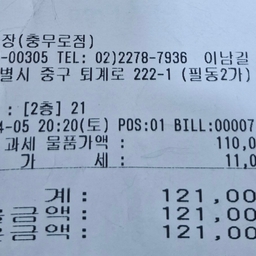 장(충무로점)
-00305 TEL: 02)2278-7936 이남길
별시 중구 퇴계로 222-1 (필동2가)
: [2층] 21
4-05 20:20(토) POS:01 BILL:00007
과세 물품가액 : 110,0
가 세 : 11,0
계 : 121,00
금액 : 121,00
금액 : 121,00